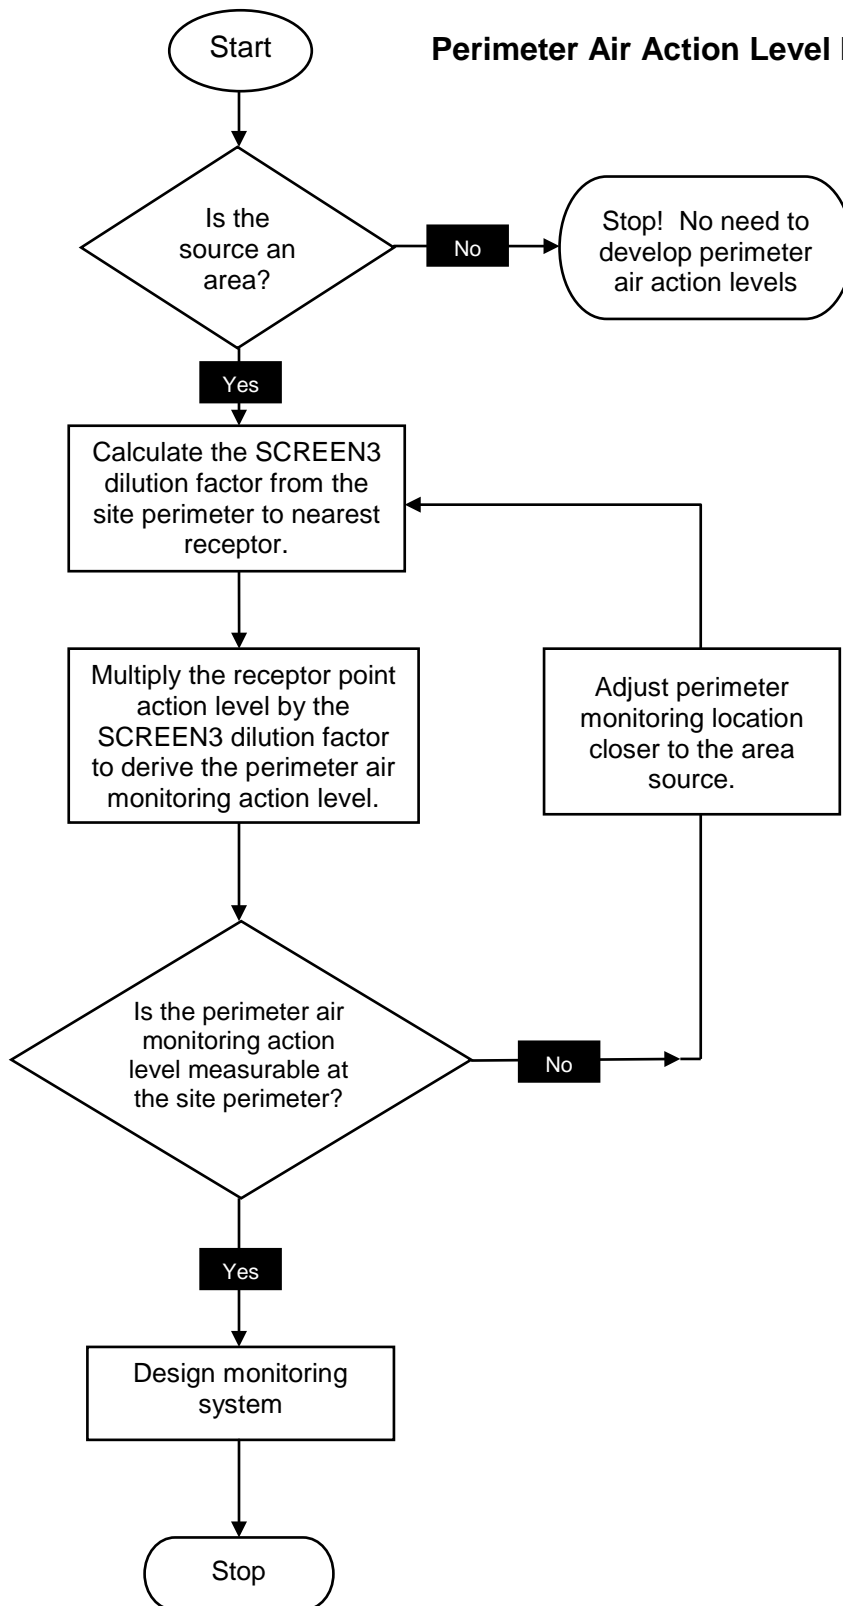 Start
Perimeter Air Action Level
Is the
source an
area?
No
Stop! No need to
develop perimeter
air action levels
Yes
Calculate the SCREEN3
dilution factor from the
site perimeter to nearest
receptor.
Multiply the receptor point
action level by the
SCREEN3 dilution factor
to derive the perimeter air
monitoring action level.
Adjust perimeter
monitoring location
closer to the area
source.
Is the perimeter air
monitoring action
level measurable at
the site perimeter?
No
Yes
Design monitoring
system
Stop